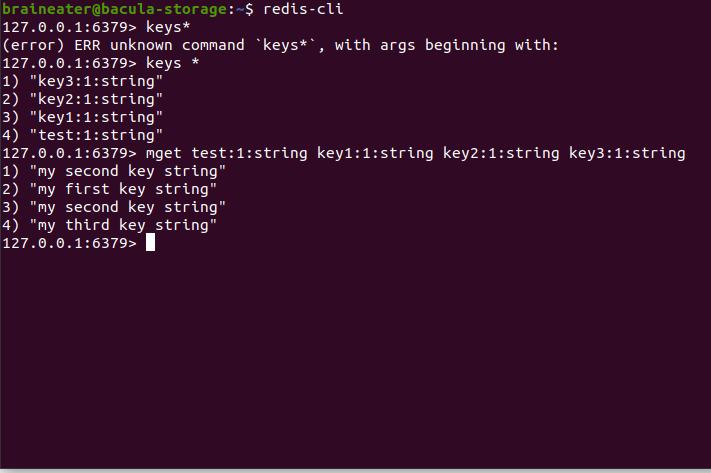 braineater@bacula-storage:~$ redis-cli
127.0.0.1:6379> keys*
(error) ERR unknown command `keys*`, with args beginning with:
127.0.0.1:6379> keys *
1) "key3:1:string"
2) "key2:1:string"
3) "key1:1:string"
4) "test:1:string"
127.0.0.1:6379> mget test:1:string key1:1:string key2:1:string key3:1:string
1) "my second key string"
2) "my first key string"
3) "my second key string"
4) "my third key string"
127.0.0.1:6379>